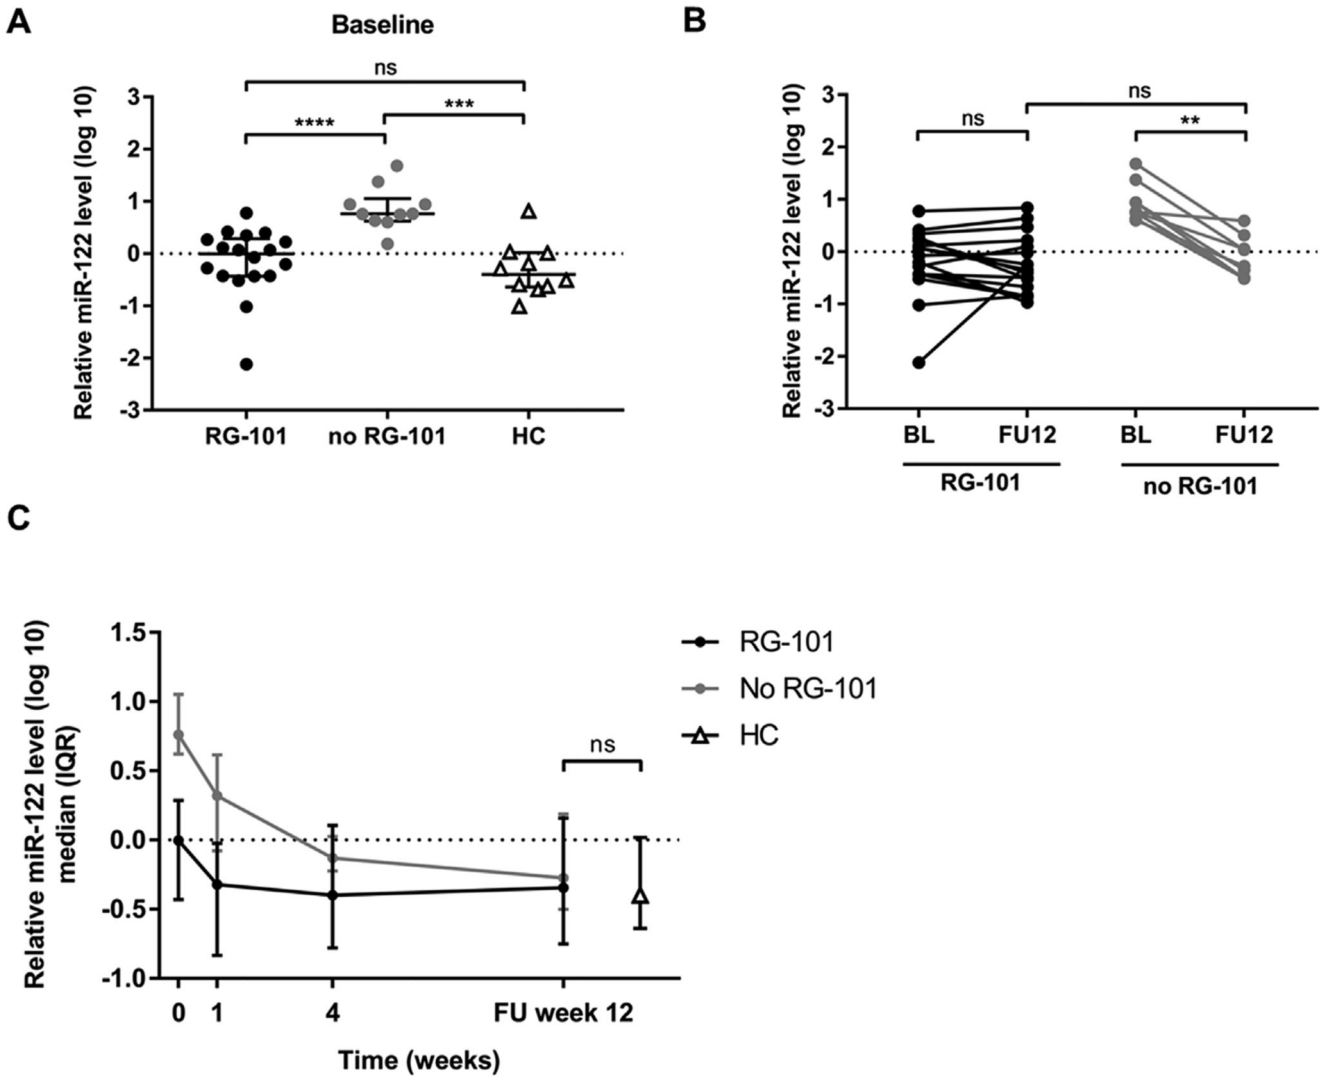 A
Baseline
ns
***
****
Relative miR-122 level (log 10)
3
2
1
0
-1
-2
-3
RG-101
no RG-101
HC
B
ns
ns
**
Relative miR-122 level (log 10)
3
2
1
0
-1
-2
-3
BL
FU12
BL
FU12
RG-101
no RG-101
C
Relative miR-122 level (log 10)
median (IQR)
1.5
1.0
0.5
0.0
-0.5
-1.0
ns
0
1
4
FU week 12
Time (weeks)
RG-101
No RG-101
HC